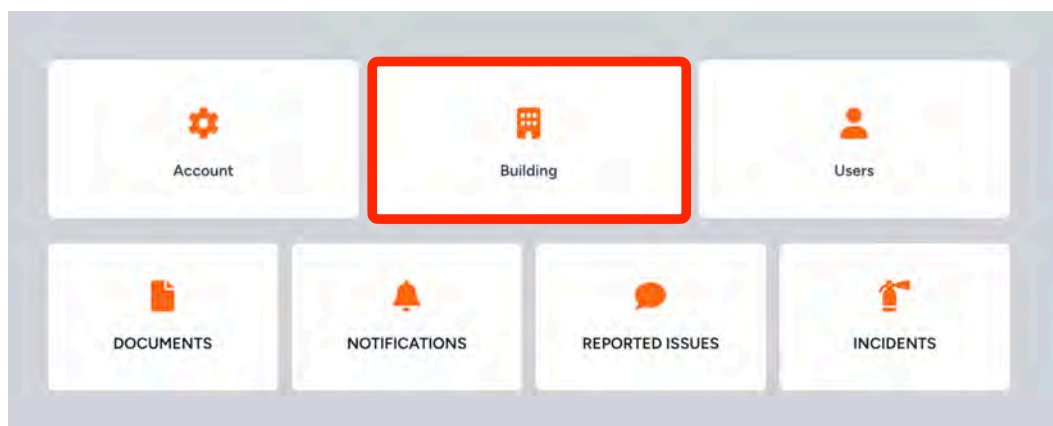 Account
Building
Users
DOCUMENTS
NOTIFICATIONS
REPORTED ISSUES
INCIDENTS